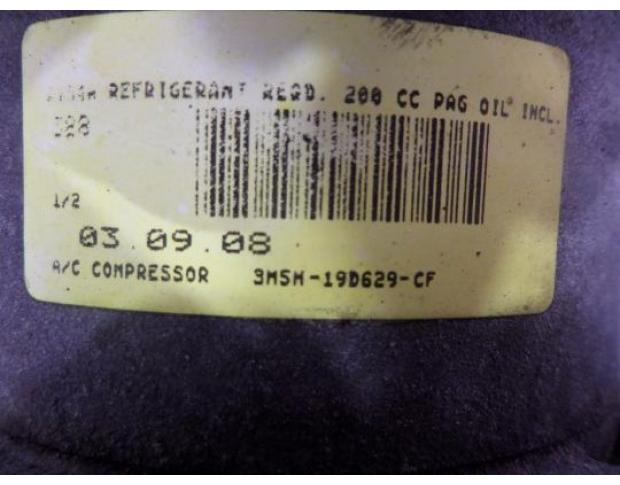 REFRIGERANT REQD. 200 CC PAG OIL INCL.
1/2
03.09.08
A/C COMPRESSOR 3M5H-19D629-CF